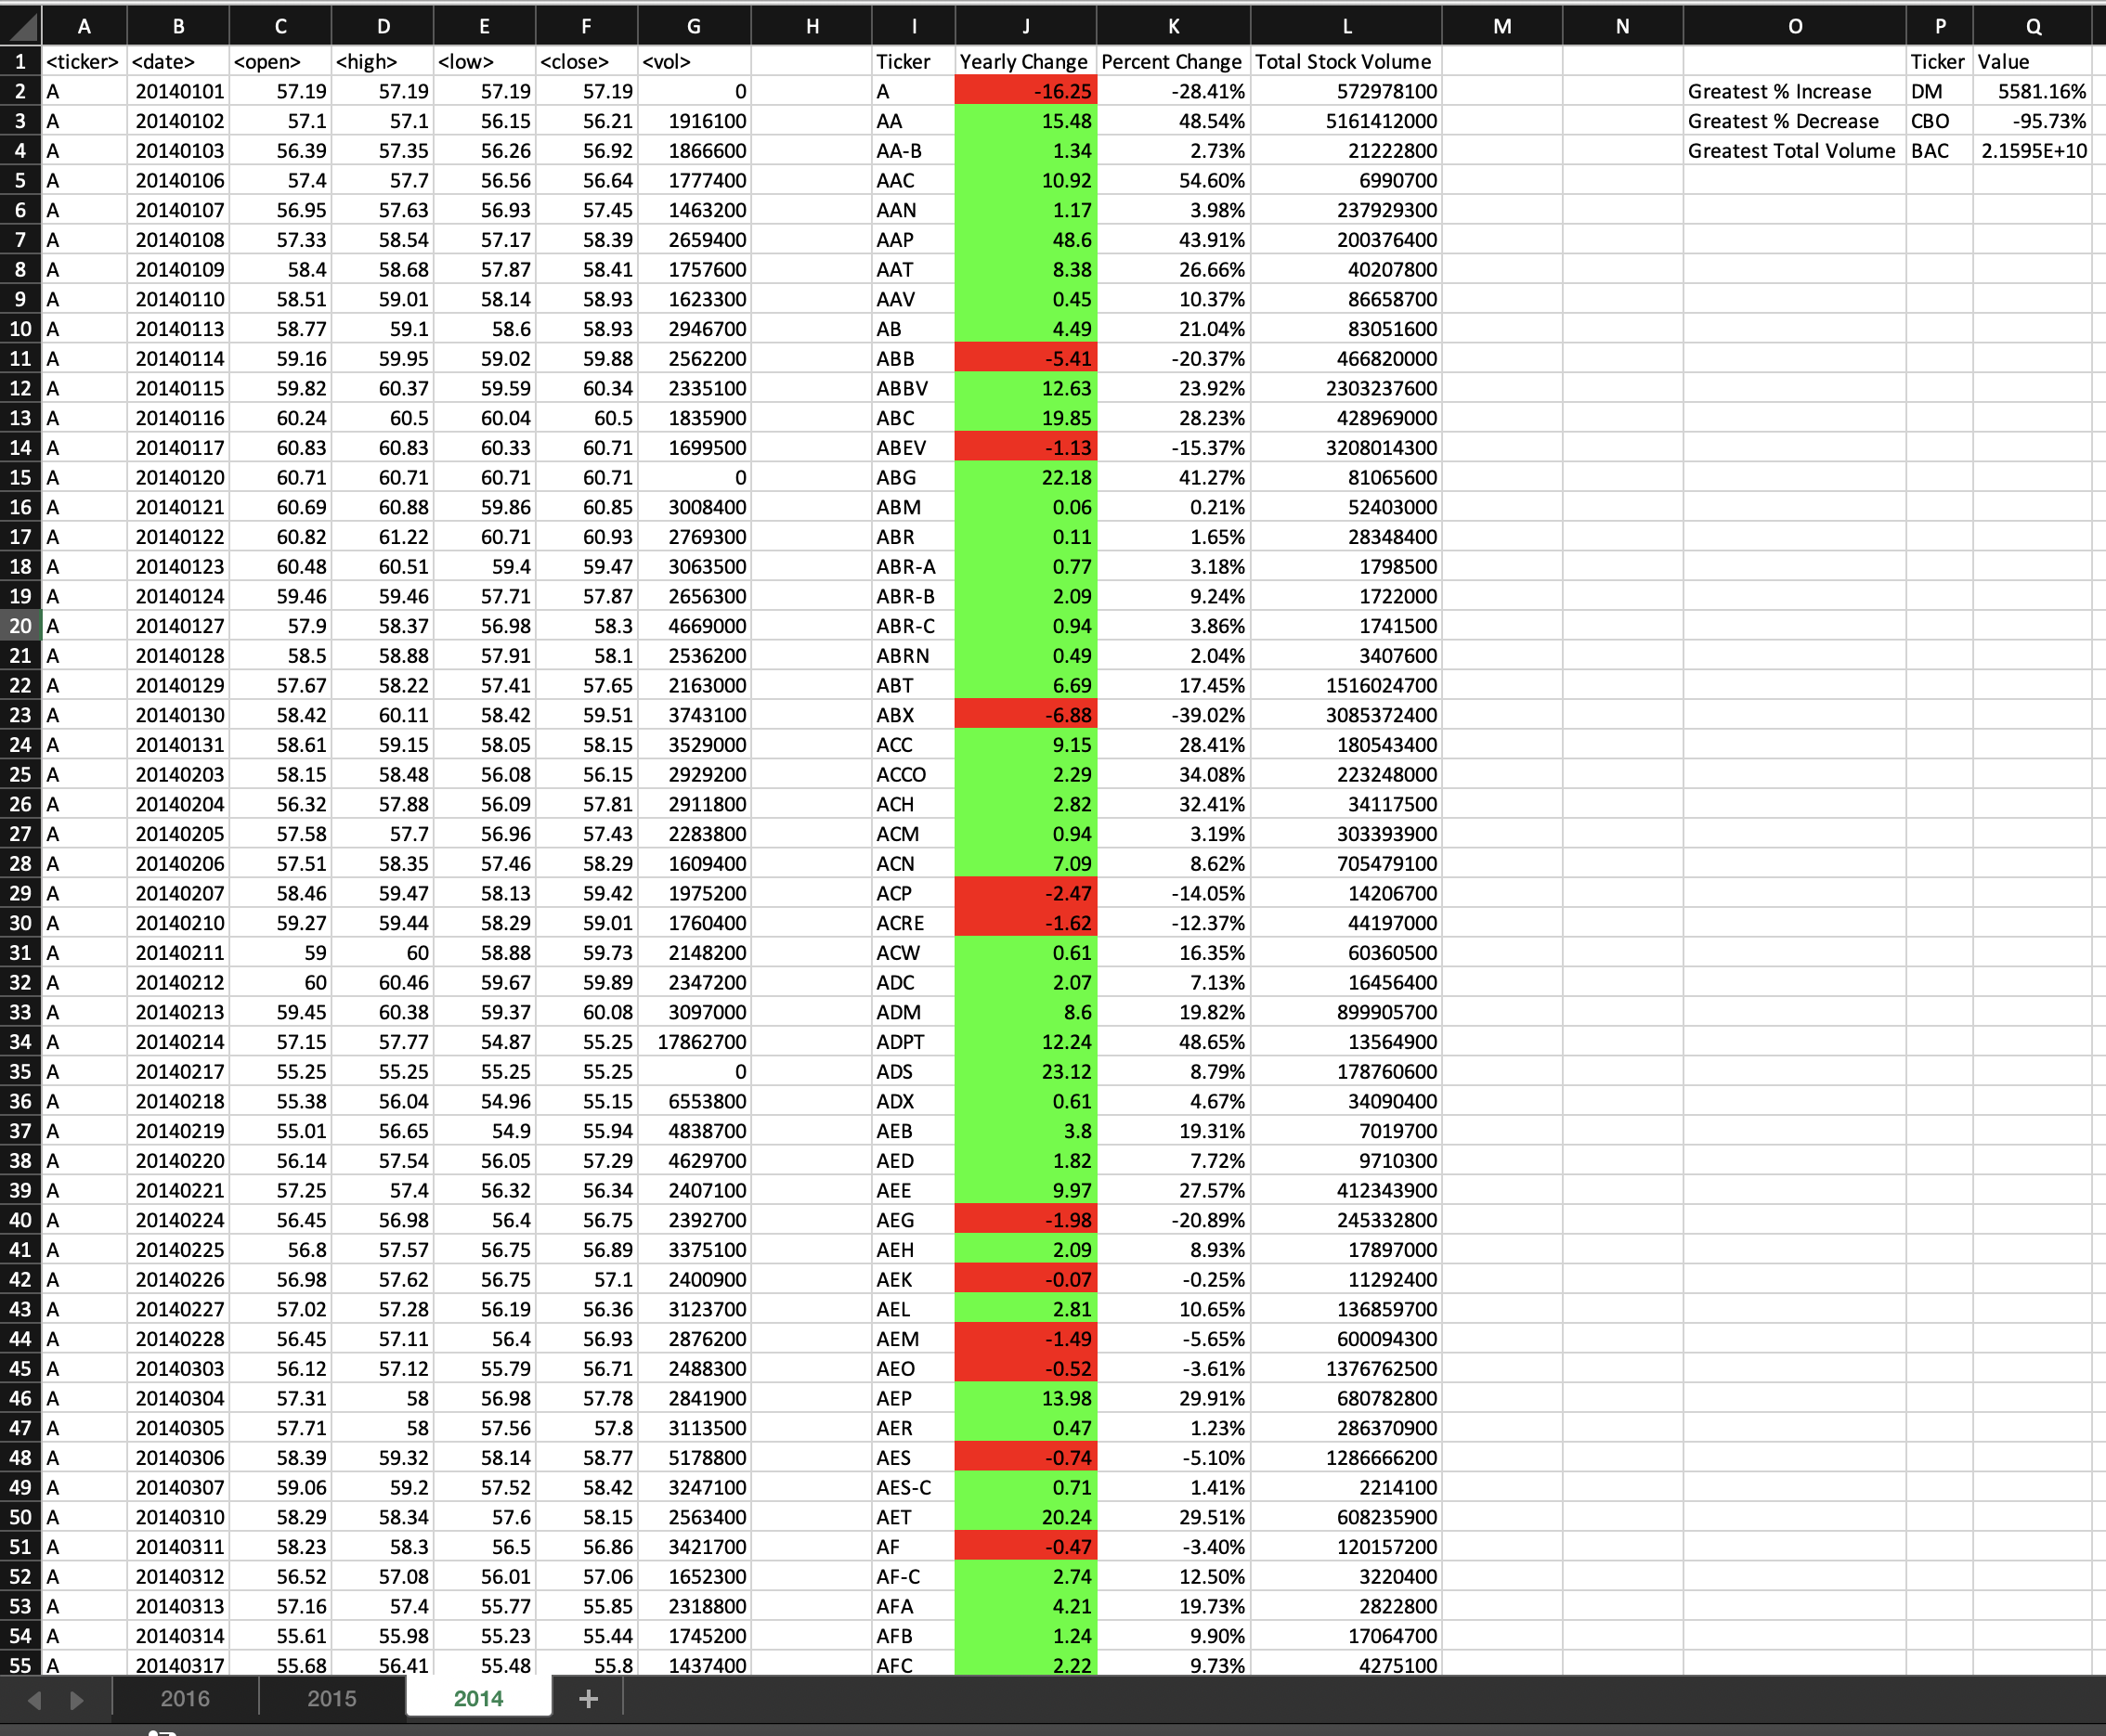 A B C D E F G H I J K L M N O P Q
1 <ticker> <date> <open> <high> <low> <close> <vol> Ticker Yearly Change Percent Change Total Stock Volume Ticker Value
2 A 20140101 57.19 57.19 57.19 57.19 0 A -16.25 -28.41% 572978100 Greatest % Increase DM 5581.16%
3 A 20140102 57.1 57.1 56.15 56.21 1916100 AA 15.48 48.54% 5161412000 Greatest % Decrease CBO -95.73%
4 A 20140103 56.39 57.35 56.26 56.92 1866600 AA-B 1.34 2.73% 21222800 Greatest Total Volume BAC 2.1595E+10
5 A 20140106 57.4 57.7 56.56 56.64 1777400 AAC 10.92 54.60% 6990700
6 A 20140107 56.95 57.63 56.93 57.45 1463200 AAN 1.17 3.98% 237929300
7 A 20140108 57.33 58.54 57.17 58.39 2659400 AAP 48.6 43.91% 200376400
8 A 20140109 58.4 58.68 57.87 58.41 1757600 AAT 8.38 26.66% 40207800
9 A 20140110 58.51 59.01 58.14 58.93 1623300 AAV 0.45 10.37% 86658700
10 A 20140113 58.77 59.1 58.6 58.93 2946700 AB 4.49 21.04% 83051600
11 A 20140114 59.16 59.95 59.02 59.88 2562200 ABB -5.41 -20.37% 466820000
12 A 20140115 59.82 60.37 59.59 60.34 2335100 ABBV 12.63 23.92% 2303237600
13 A 20140116 60.24 60.5 60.04 60.5 1835900 ABC 19.85 28.23% 428969000
14 A 20140117 60.83 60.83 60.33 60.71 1699500 ABEV -1.13 -15.37% 3208014300
15 A 20140120 60.71 60.71 60.71 60.71 0 ABG 22.18 41.27% 81065600
16 A 20140121 60.69 60.88 59.86 60.85 3008400 ABM 0.06 0.21% 52403000
17 A 20140122 60.82 61.22 60.71 60.93 2769300 ABR 0.11 1.65% 28348400
18 A 20140123 60.48 60.51 59.4 59.47 3063500 ABR-A 0.77 3.18% 1798500
19 A 20140124 59.46 59.46 57.71 57.87 2656300 ABR-B 2.09 9.24% 1722000
20 A 20140127 57.9 58.37 56.98 58.3 4669000 ABR-C 0.94 3.86% 1741500
21 A 20140128 58.5 58.88 57.91 58.1 2536200 ABRN 0.49 2.04% 3407600
22 A 20140129 57.67 58.22 57.41 57.65 2163000 ABT 6.69 17.45% 1516024700
23 A 20140130 58.42 60.11 58.42 59.51 3743100 ABX -6.88 -39.02% 3085372400
24 A 20140131 58.61 59.15 58.05 58.15 3529000 ACC 9.15 28.41% 180543400
25 A 20140203 58.15 58.48 56.08 56.15 2929200 ACCO 2.29 34.08% 223248000
26 A 20140204 56.32 57.88 56.09 57.81 2911800 ACH 2.82 32.41% 34117500
27 A 20140205 57.58 57.7 56.96 57.43 2283800 ACM 0.94 3.19% 303393900
28 A 20140206 57.51 58.35 57.46 58.29 1609400 ACN 7.09 8.62% 705479100
29 A 20140207 58.46 59.47 58.13 59.42 1975200 ACP -2.47 -14.05% 14206700
30 A 20140210 59.27 59.44 58.29 59.01 1760400 ACRE -1.62 -12.37% 44197000
31 A 20140211 59 60 58.88 59.73 2148200 ACW 0.61 16.35% 60360500
32 A 20140212 60 60.46 59.67 59.89 2347200 ADC 2.07 7.13% 16456400
33 A 20140213 59.45 60.38 59.37 60.08 3097000 ADM 8.6 19.82% 899905700
34 A 20140214 57.15 57.77 54.87 55.25 17862700 ADPT 12.24 48.65% 13564900
35 A 20140217 55.25 55.25 55.25 55.25 0 ADS 23.12 8.79% 178760600
36 A 20140218 55.38 56.04 54.96 55.15 6553800 ADX 0.61 4.67% 34090400
37 A 20140219 55.01 56.65 54.9 55.94 4838700 AEB 3.8 19.31% 7019700
38 A 20140220 56.14 57.54 56.05 57.29 4629700 AED 1.82 7.72% 9710300
39 A 20140221 57.25 57.4 56.32 56.34 2407100 AEE 9.97 27.57% 412343900
40 A 20140224 56.45 56.98 56.4 56.75 2392700 AEG -1.98 -20.89% 245332800
41 A 20140225 56.8 57.57 56.75 56.89 3375100 AEH 2.09 8.93% 17897000
42 A 20140226 56.98 57.62 56.75 57.1 2400900 AEK -0.07 -0.25% 11292400
43 A 20140227 57.02 57.28 56.19 56.36 3123700 AEL 2.81 10.65% 136859700
44 A 20140228 56.45 57.11 56.4 56.93 2876200 AEM -1.49 -5.65% 600094300
45 A 20140303 56.12 57.12 55.79 56.71 2488300 AEO -0.52 -3.61% 1376762500
46 A 20140304 57.31 58 56.98 57.78 2841900 AEP 13.98 29.91% 680782800
47 A 20140305 57.71 58 57.56 57.8 3113500 AER 0.47 1.23% 286370900
48 A 20140306 58.39 59.32 58.14 58.77 5178800 AES -0.74 -5.10% 1286666200
49 A 20140307 59.06 59.2 57.52 58.42 3247100 AES-C 0.71 1.41% 2214100
50 A 20140310 58.29 58.34 57.6 58.15 2563400 AET 20.24 29.51% 608235900
51 A 20140311 58.23 58.3 56.5 56.86 3421700 AF -0.47 -3.40% 120157200
52 A 20140312 56.52 57.08 56.01 57.06 1652300 AF-C 2.74 12.50% 3220400
53 A 20140313 57.16 57.4 55.77 55.85 2318800 AFA 4.21 19.73% 2822800
54 A 20140314 55.61 55.98 55.23 55.44 1745200 AFB 1.24 9.90% 17064700
55 A 20140317 55.68 56.41 55.48 55.8 1437400 AFC 2.22 9.73% 4275100
2016 2015 2014 +